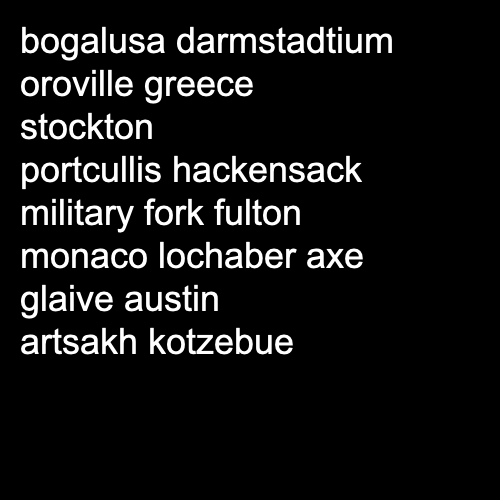 bogalusa darmstadtium
oroville greece
stockton
portcullis hackensack
military fork fulton
monaco lochaber axe
glaive austin
artsakh kotzebue